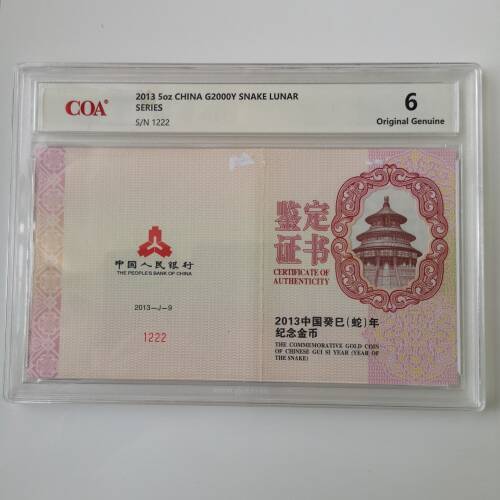 COA®
2013 5oz CHINA G2000Y SNAKE LUNAR
SERIES
S/N 1222
6
Original Genuine
中国人民银行
THE PEOPLE'S BANK OF CHINA
2013—J—9
1222
鉴定
证书
CERTIFICATE OF
AUTHENTICITY
2013中国癸巳(蛇)年
纪念金币
THE COMMEMORATIVE GOLD COIN
OF CHINESE GUI SI YEAR (YEAR OF
THE SNAKE)